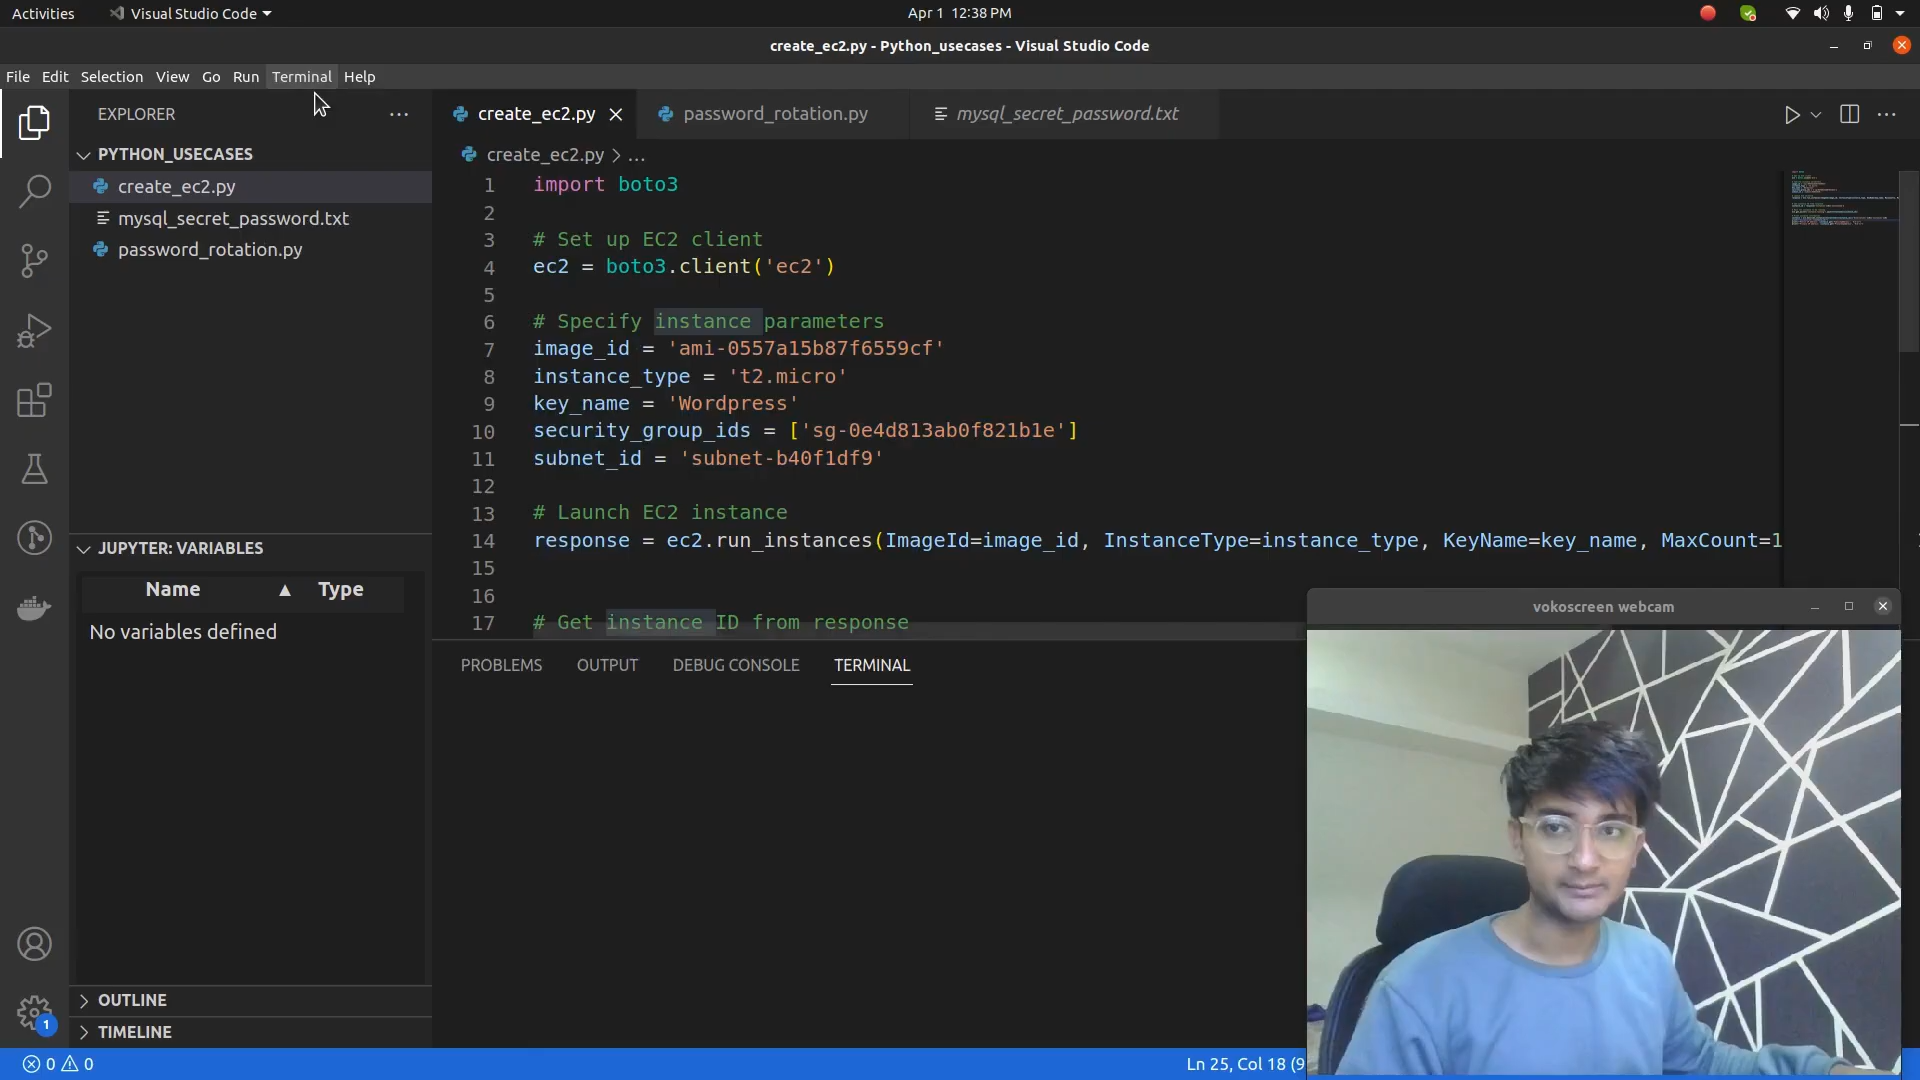 Activities
Visual Studio Code
Apr 1 12:38 PM
create_ec2.py - Python_usecases - Visual Studio Code
File Edit Selection View Go Run Terminal Help
EXPLORER
PYTHON_USECASES
create_ec2.py
mysql_secret_password.txt
password_rotation.py
JUPYTER: VARIABLES
Name ▲ Type
No variables defined
OUTLINE
TIMELINE
1
create_ec2.py
password_rotation.py
mysql_secret_password.txt
create_ec2.py > ...
1 import boto3
2
3 # Set up EC2 client
4 ec2 = boto3.client('ec2')
5
6 # Specify instance parameters
7 image_id = 'ami-0557a15b87f6559cf'
8 instance_type = 't2.micro'
9 key_name = 'Wordpress'
10 security_group_ids = ['sg-0e4d813ab0f821b1e']
11 subnet_id = 'subnet-b40f1df9'
12
13 # Launch EC2 instance
14 response = ec2.run_instances(ImageId=image_id, InstanceType=instance_type, KeyName=key_name, MaxCount=1
15
16
17 # Get instance ID from response
PROBLEMS OUTPUT DEBUG CONSOLE TERMINAL
vokoscreen webcam
0 0
Ln 25, Col 18 (9